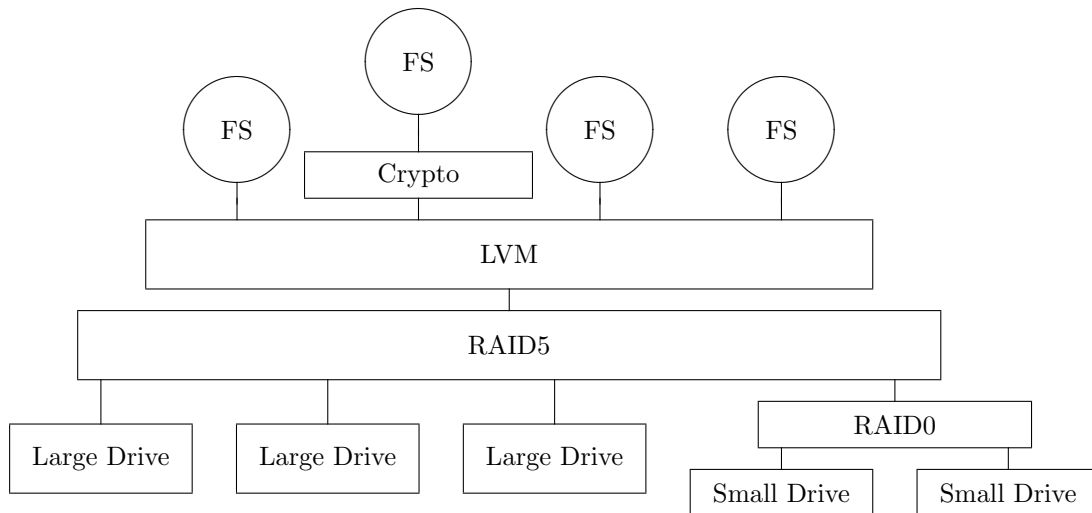 FS
FS
FS
FS
Crypto
LVM
RAID5
RAID0
Large Drive
Large Drive
Large Drive
Small Drive
Small Drive